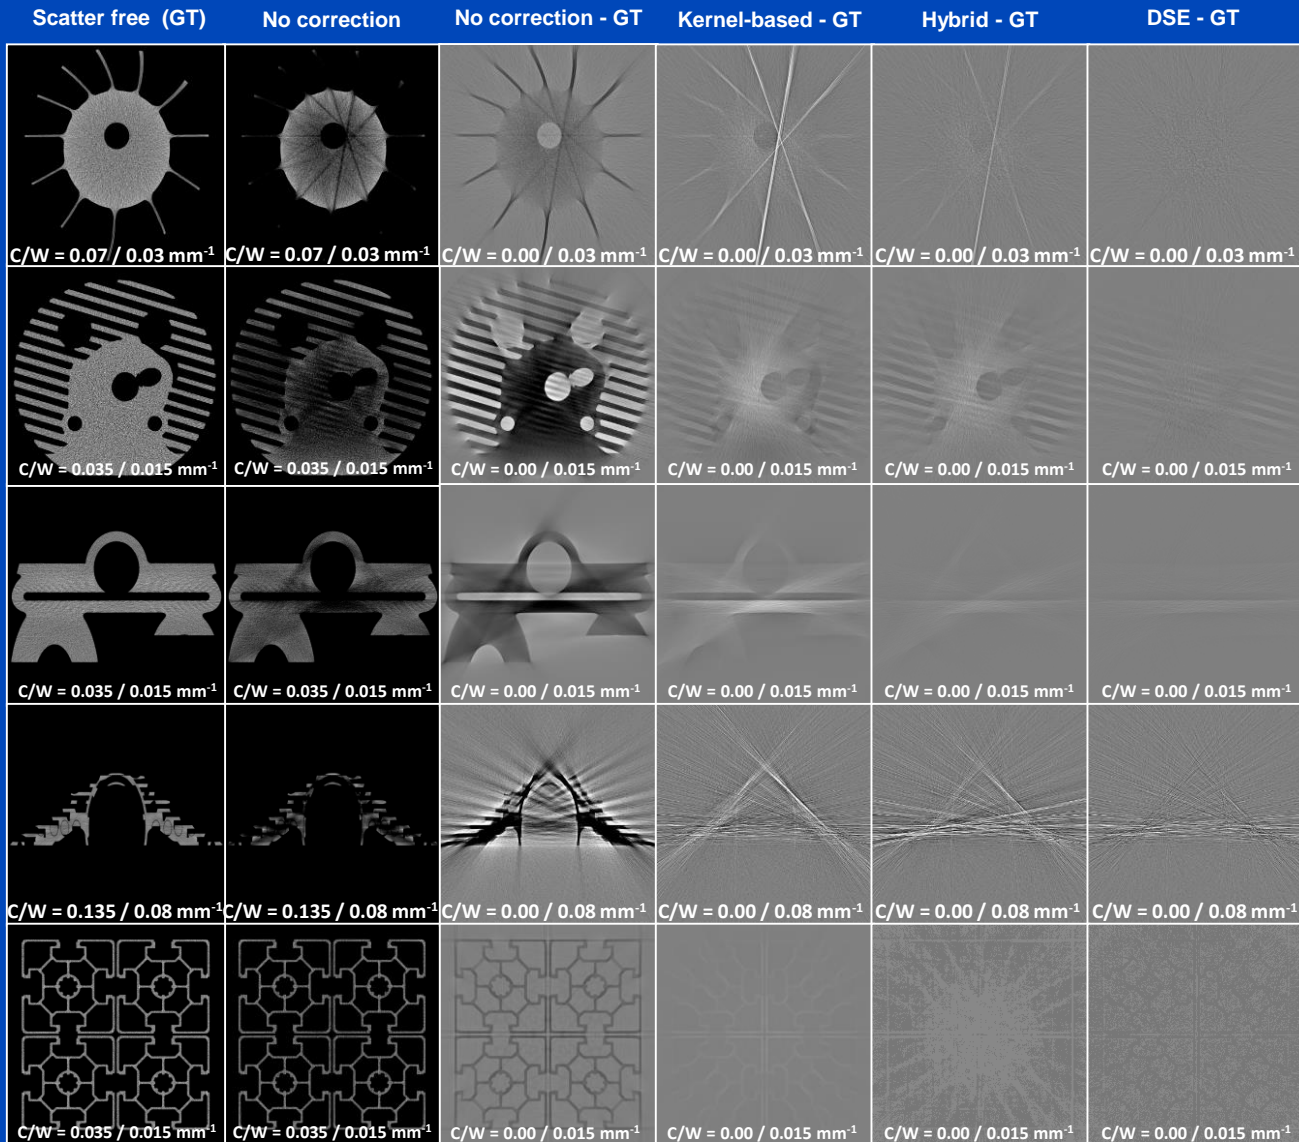 Scatter free (GT) No correction No correction - GT Kernel-based - GT Hybrid - GT DSE - GT
C/W = 0.07 / 0.03 mm-1 C/W = 0.07 / 0.03 mm-1 C/W = 0.00 / 0.03 mm-1 C/W = 0.00 / 0.03 mm-1 C/W = 0.00 / 0.03 mm-1 C/W = 0.00 / 0.03 mm-1
C/W = 0.035 / 0.015 mm-1 C/W = 0.035 / 0.015 mm-1 C/W = 0.00 / 0.015 mm-1 C/W = 0.00 / 0.015 mm-1 C/W = 0.00 / 0.015 mm-1 C/W = 0.00 / 0.015 mm-1
C/W = 0.035 / 0.015 mm-1 C/W = 0.035 / 0.015 mm-1 C/W = 0.00 / 0.015 mm-1 C/W = 0.00 / 0.015 mm-1 C/W = 0.00 / 0.015 mm-1 C/W = 0.00 / 0.015 mm-1
C/W = 0.135 / 0.08 mm-1 C/W = 0.135 / 0.08 mm-1 C/W = 0.00 / 0.08 mm-1 C/W = 0.00 / 0.08 mm-1 C/W = 0.00 / 0.08 mm-1 C/W = 0.00 / 0.08 mm-1
C/W = 0.035 / 0.015 mm-1 C/W = 0.035 / 0.015 mm-1 C/W = 0.00 / 0.015 mm-1 C/W = 0.00 / 0.015 mm-1 C/W = 0.00 / 0.015 mm-1 C/W = 0.00 / 0.015 mm-1